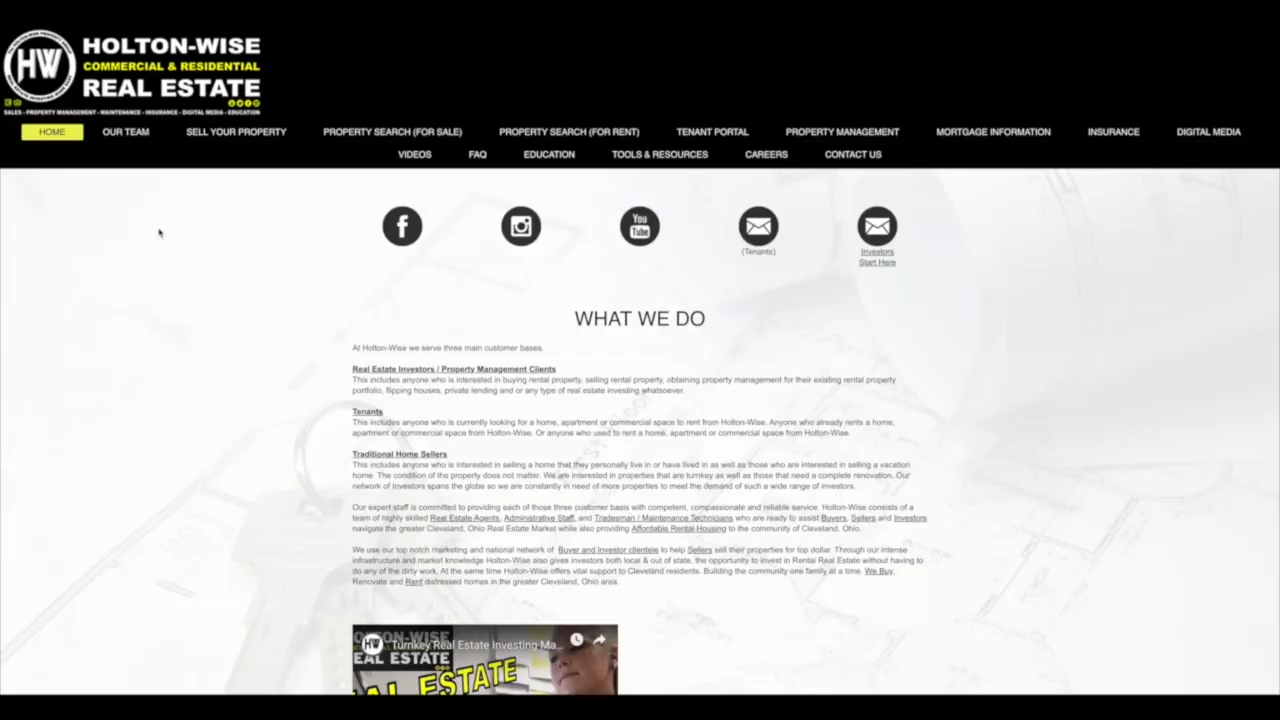 HOLTON-WISE
COMMERCIAL & RESIDENTIAL
REAL ESTATE
SALES - PROPERTY MANAGEMENT - MAINTENANCE - INSURANCE - DIGITAL MEDIA - EDUCATION
HW
HOME OUR TEAM SELL YOUR PROPERTY PROPERTY SEARCH (FOR SALE) PROPERTY SEARCH (FOR RENT) TENANT PORTAL PROPERTY MANAGEMENT MORTGAGE INFORMATION INSURANCE DIGITAL MEDIA
VIDEOS FAQ EDUCATION TOOLS & RESOURCES CAREERS CONTACT US
You
Tube
(Tenants)
Investors
Start Here
WHAT WE DO
At Holton-Wise we serve three main customer bases.
Real Estate Investors / Property Management Clients
This includes anyone who is interested in buying rental property, selling rental property, obtaining property management for their existing rental property
portfolio, flipping houses, private lending and or any type of real estate investing whatsoever.
Tenants
This includes anyone who is currently looking for a home, apartment or commercial space to rent from Holton-Wise. Anyone who already rents a home,
apartment or commercial space from Holton-Wise. Or anyone who used to rent a home, apartment or commercial space from Holton-Wise.
Traditional Home Sellers
This includes anyone who is interested in selling a home that they personally live in or have lived in as well as those who are interested in selling a vacation
home. The condition of the property does not matter. We are interested in properties that are turnkey as well as those that need a complete renovation. Our
network of Investors spans the globe so we are constantly in need of more properties to meet the demand of such a wide range of investors.
Our expert staff is committed to providing each of those three customer basis with competent, compassionate and reliable service. Holton-Wise consists of a
team of highly skilled Real Estate Agents, Administrative Staff, and Tradesman / Maintenance Technicians who are ready to assist Buyers, Sellers and Investors
navigate the greater Cleveland, Ohio Real Estate Market while also providing Affordable Rental Housing to the community of Cleveland, Ohio.
We use our top notch marketing and national network of Buyer and Investor clientele to help Sellers sell their properties for top dollar. Through our intense
infrastructure and market knowledge Holton-Wise also gives investors both local & out of state, the opportunity to invest in Rental Real Estate without having to
do any of the dirty work. At the same time Holton-Wise offers vital support to Cleveland residents. Building the community one family at a time. We Buy,
Renovate and Rent distressed homes in the greater Cleveland, Ohio area.
HOLTON-WISE
HW Turnkey Real Estate Investing Ma...
EAL ESTATE
AL ESTATE